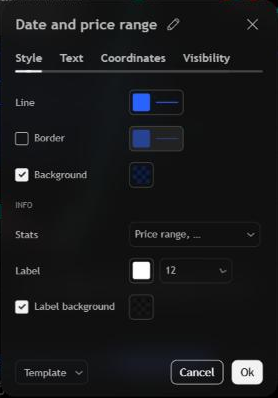 Date and price range
Style Text Coordinates Visibility
Line
Border
Background
INFO
Stats Price range, ...
Label 12
Label background
Template Cancel Ok